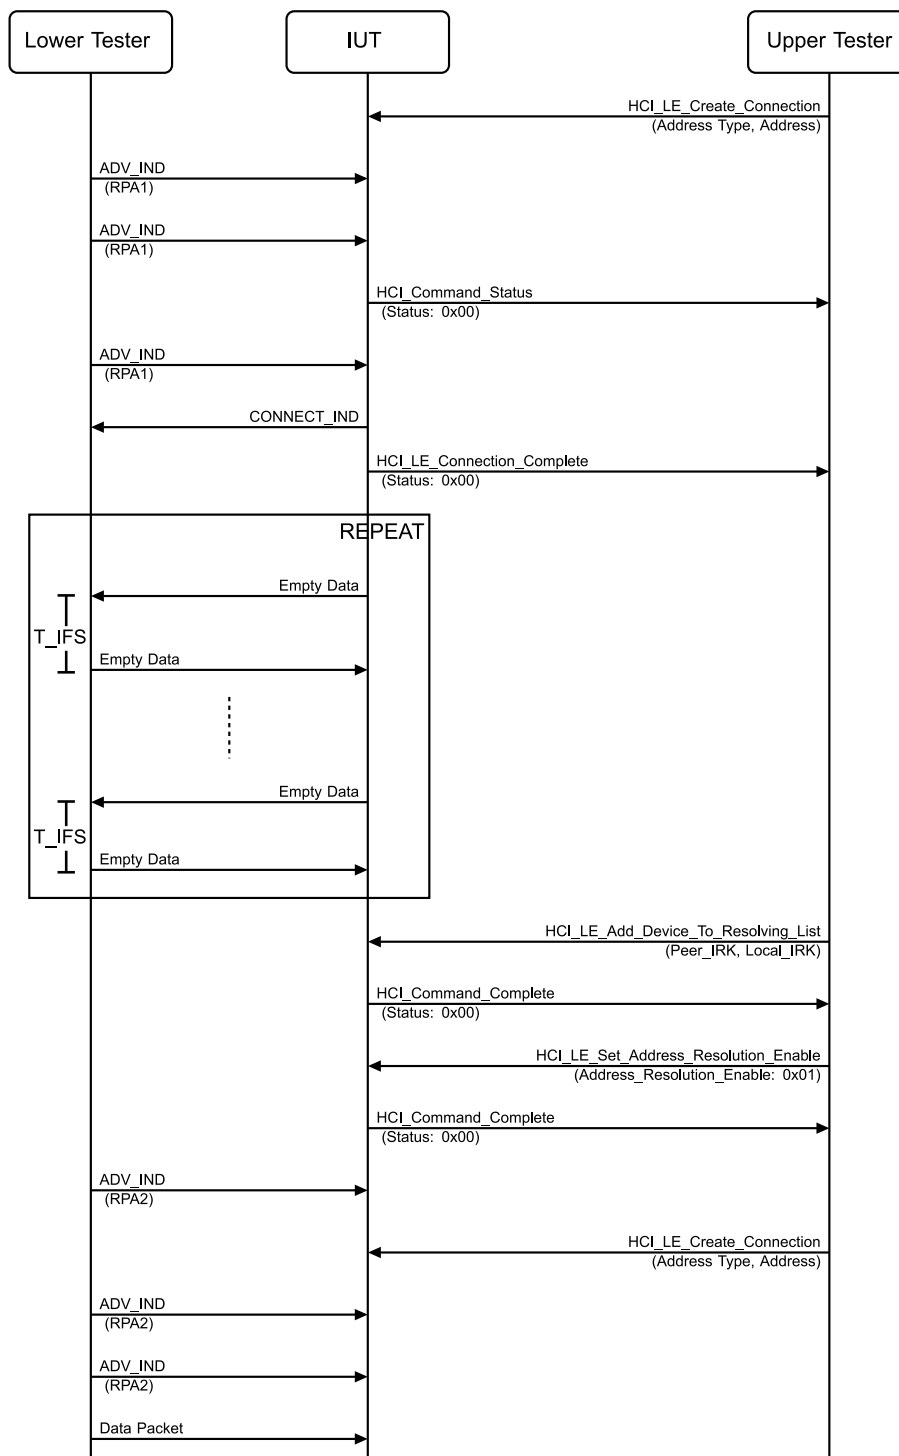 Lower Tester
IUT
Upper Tester
HCI_LE_Create_Connection
(Address Type, Address)
ADV_IND
(RPA1)
ADV_IND
(RPA1)
HCI_Command_Status
(Status: 0x00)
ADV_IND
(RPA1)
CONNECT_IND
HCI_LE_Connection_Complete
(Status: 0x00)
REPEAT
Empty Data
T_IFS
Empty Data
Empty Data
T_IFS
Empty Data
HCI_LE_Add_Device_To_Resolving_List
(Peer_IRK, Local_IRK)
HCI_Command_Complete
(Status: 0x00)
HCI_LE_Set_Address_Resolution_Enable
(Address_Resolution_Enable: 0x01)
HCI_Command_Complete
(Status: 0x00)
ADV_IND
(RPA2)
HCI_LE_Create_Connection
(Address Type, Address)
ADV_IND
(RPA2)
ADV_IND
(RPA2)
Data Packet